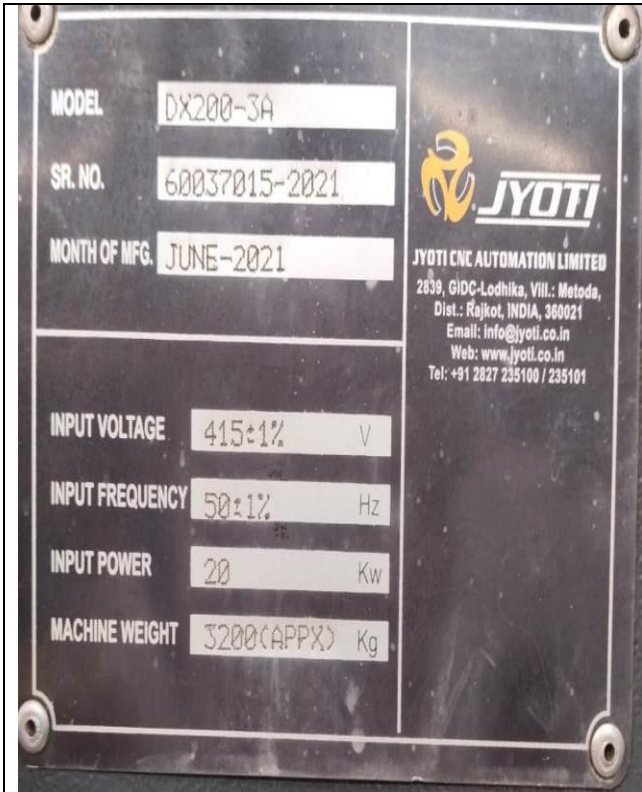 MODEL DX200-3A
SR. NO. 60037015-2021
MONTH OF MFG. JUNE-2021
JYOTI
JYOTI CNC AUTOMATION LIMITED
2839, GIDC-Lodhika, Vill.: Metoda,
Dist.: Rajkot, INDIA, 360021
Email: info@jyoti.co.in
Web: www.jyoti.co.in
Tel: +91 2827 235100 / 235101
INPUT VOLTAGE 415±1% V
INPUT FREQUENCY 50±1% Hz
INPUT POWER 20 Kw
MACHINE WEIGHT 3200(APPX) Kg